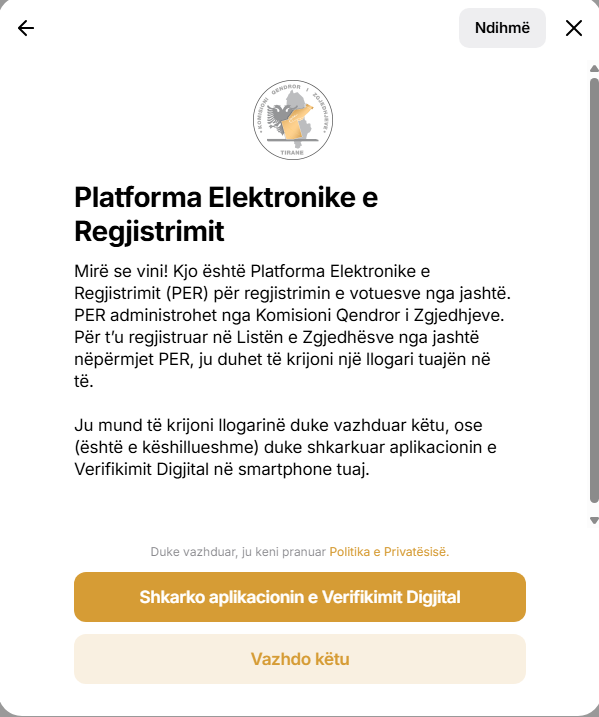 Ndihmë
KOMISIONI QENDROR I ZGJEDHJEVE
TIRANE
Platforma Elektronike e
Regjistrimit
Mirë se vini! Kjo është Platforma Elektronike e
Regjistrimit (PER) për regjistrimin e votuesve nga jashtë.
PER administrohet nga Komisioni Qendror i Zgjedhjeve.
Për t’u regjistruar në Listën e Zgjedhësve nga jashtë
nëpërmjet PER, ju duhet të krijoni një llogari tuajën në
të.
Ju mund të krijoni llogarinë duke vazhduar këtu, ose
(është e këshillueshme) duke shkarkuar aplikacionin e
Verifikimit Digjital në smartphone tuaj.
Duke vazhduar, ju keni pranuar Politika e Privatësisë.
Shkarko aplikacionin e Verifikimit Digjital
Vazhdo këtu